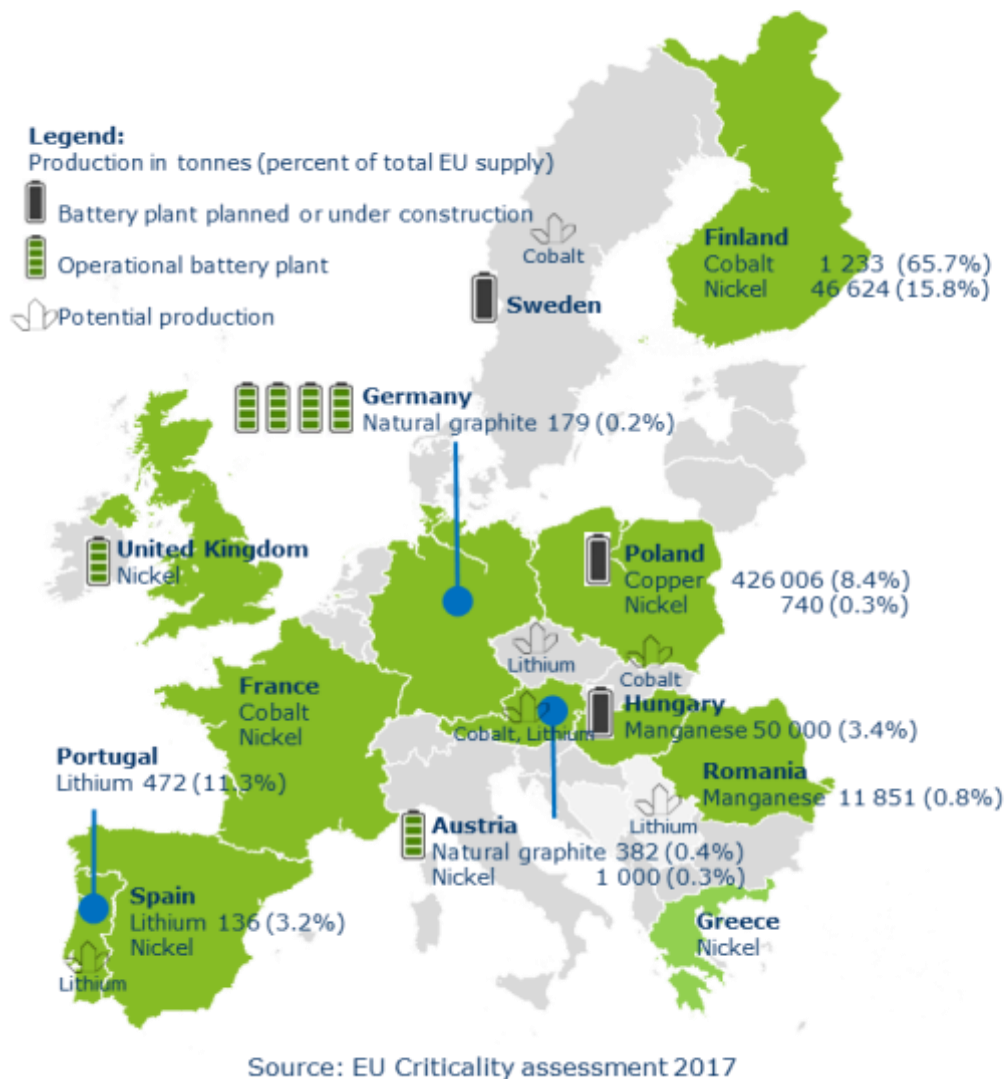 Legend:
Production in tonnes (percent of total EU supply)
Battery plant planned or under construction
Operational battery plant
Potential production
Cobalt
Sweden
Finland
Cobalt 1 233 (65.7%)
Nickel 46 624 (15.8%)
Germany
Natural graphite 179 (0.2%)
United Kingdom
Nickel
Poland
Copper 426 006 (8.4%)
Nickel 740 (0.3%)
Lithium
Cobalt
France
Cobalt
Nickel
Cobalt, Lithium
Hungary
Manganese 50 000 (3.4%)
Portugal
Lithium 472 (11.3%)
Romania
Manganese 11 851 (0.8%)
Lithium
Austria
Natural graphite 382 (0.4%)
Nickel 1 000 (0.3%)
Spain
Lithium 136 (3.2%)
Nickel
Lithium
Greece
Nickel
Source: EU Criticality assessment 2017